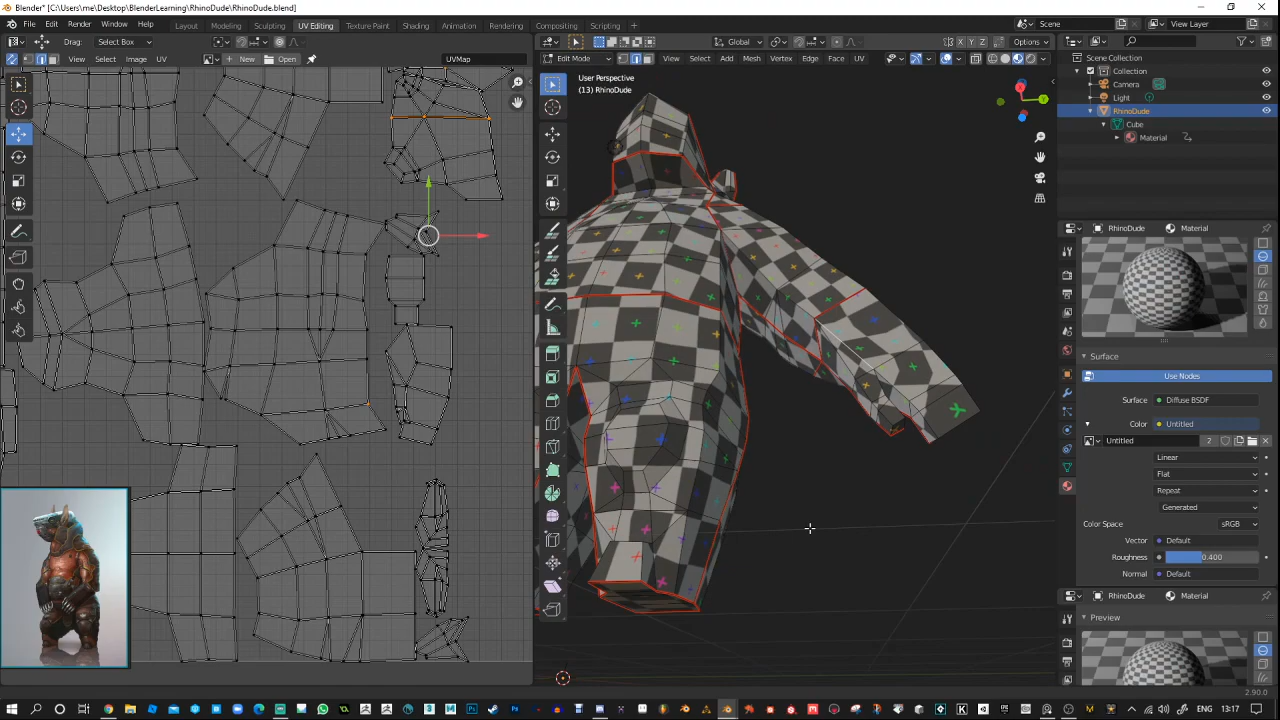 Blender* [C:\Users\me\Desktop\BlenderLearning\RhinoDude\RhinoDude.blend]
File Edit Render Window Help Layout Modeling Sculpting UV Editing Texture Paint Shading Animation Rendering Compositing Scripting Scene View Layer
Drag: Select Box Global Options
View Select Image UV New Open UVMap Edit Mode View Select Add Mesh Vertex Edge Face UV
User Perspective
(13) RhinoDude
X Y Z
Scene Collection
Collection
Camera
Light
RhinoDude
Cube
Material
RhinoDude Material
Surface
Use Nodes
Surface Diffuse BSDF
Color Untitled
Untitled 2
Linear
Flat
Repeat
Generated
Color Space sRGB
Vector Default
Roughness 0.400
Normal Default
RhinoDude Material
Preview
2.90.0
ENG 13:17